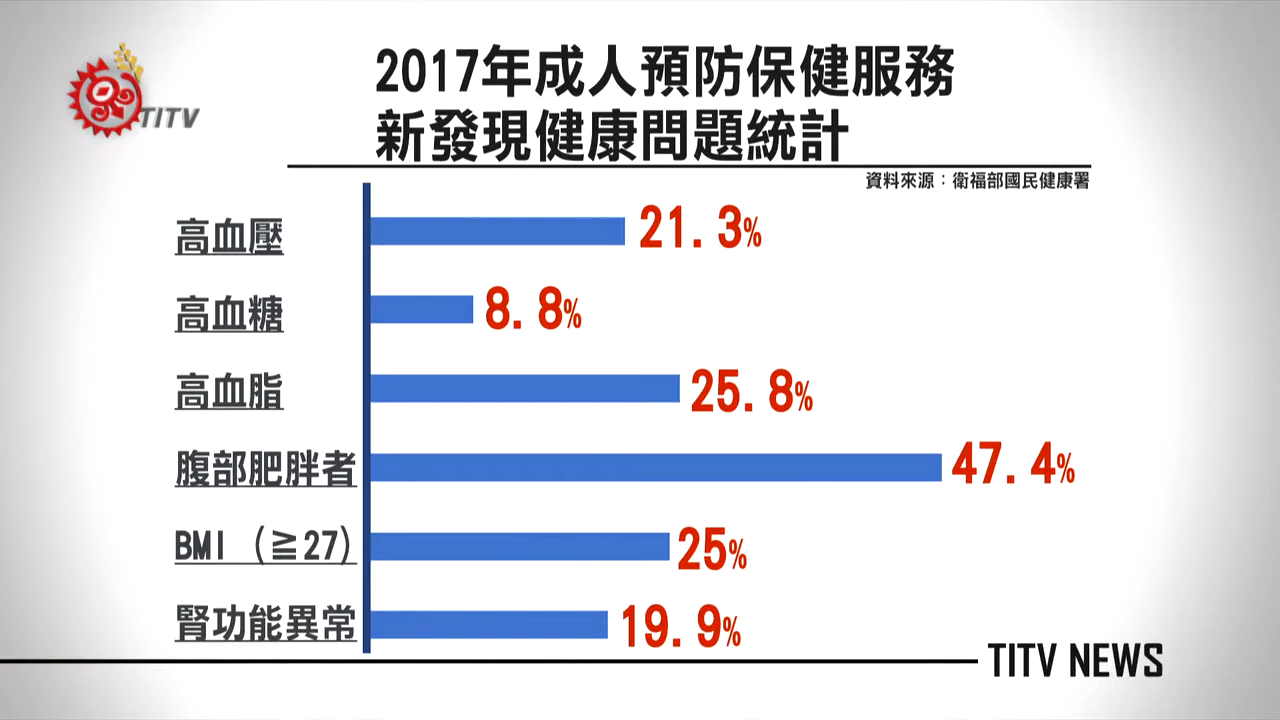 TITV
2017年成人預防保健服務
新發現健康問題統計
資料來源：衛福部國民健康署
高血壓 21.3%
高血糖 8.8%
高血脂 25.8%
腹部肥胖者 47.4%
BMI (≧27) 25%
腎功能異常 19.9%
TITV NEWS